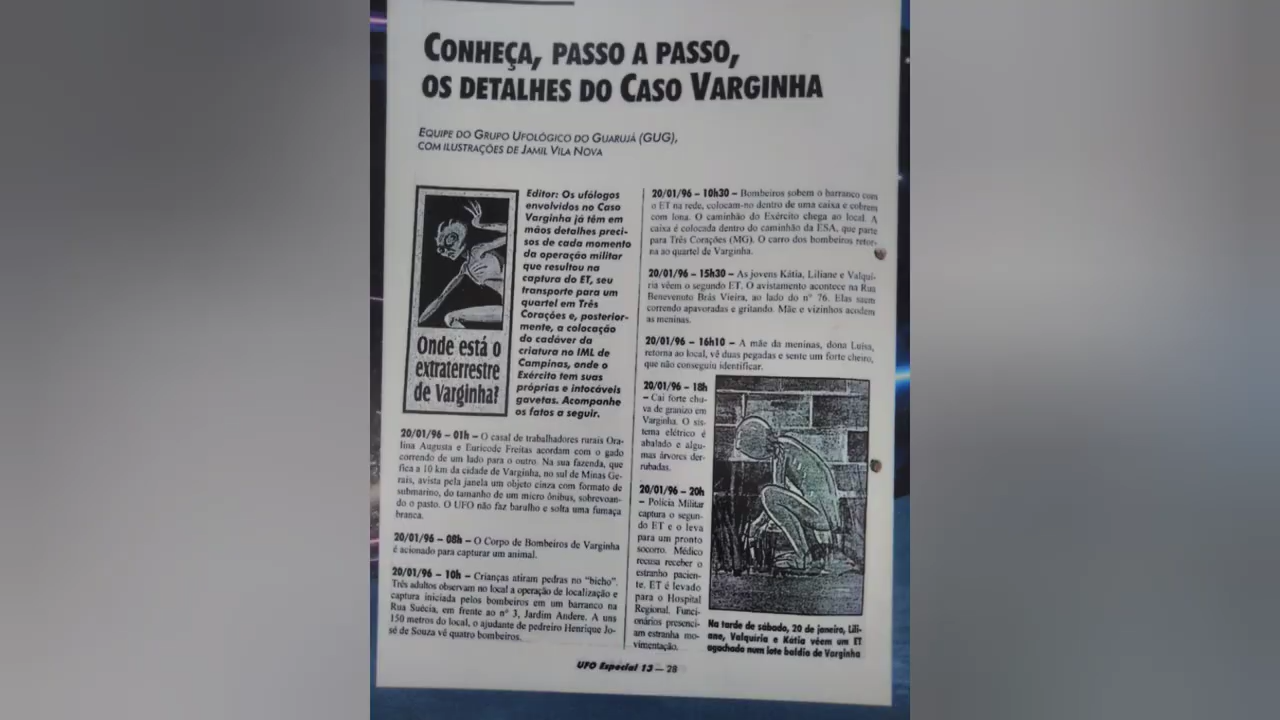 CONHEÇA, PASSO A PASSO,
OS DETALHES DO CASO VARGINHA
EQUIPE DO GRUPO UFOLÓGICO DO GUARUJÁ (GUG),
COM ILUSTRAÇÕES DE JAMIL VILA NOVA
Onde está o
extraterrestre
de Varginha?
Editor: Os ufólogos
envolvidos no Caso
Varginha já têm em
mãos detalhes preci-
sos de cada momento
da operação militar
que resultou na
captura do ET, seu
transporte para um
quartel em Três
Corações e, posterior-
mente, a colocação
do cadáver da
criatura no IML de
Campinas, onde o
Exército tem suas
próprias e intocáveis
gavetas. Acompanhe
os fatos a seguir.
20/01/96 – 01h – O casal de trabalhadores rurais Ora-
lina Augusta e Euricode Freitas acordam com o gado
correndo de um lado para o outro. Na sua fazenda, que
fica a 10 km da cidade de Varginha, no sul de Minas Ge-
rais, avista pela janela um objeto cinza com formato de
submarino, do tamanho de um micro ônibus, sobrevoan-
do o pasto. O UFO não faz barulho e solta uma fumaça
branca.
20/01/96 – 08h – O Corpo de Bombeiros de Varginha
é acionado para capturar um animal.
20/01/96 – 10h – Crianças atiram pedras no "bicho".
Três adultos observam no local a operação de localização e
captura iniciada pelos bombeiros em um barranco na
Rua Suécia, em frente ao nº 3, Jardim Andere. A uns
150 metros do local, o ajudante de pedreiro Henrique Jo-
sé de Souza vê quatro bombeiros.
20/01/96 – 10h30 – Bombeiros sobem o barranco com
o ET na rede, colocam-no dentro de uma caixa e cobrem
com lona. O caminhão do Exército chega ao local. A
caixa é colocada dentro do caminhão da ESA, que parte
para Três Corações (MG). O carro dos bombeiros retor-
na ao quartel de Varginha.
20/01/96 – 15h30 – As jovens Kátia, Liliane e Valquí-
ria vêem o segundo ET. O avistamento acontece na Rua
Benevenuto Brás Vieira, ao lado do nº 76. Elas saem
correndo apavoradas e gritando. Mãe e vizinhos acodem
as meninas.
20/01/96 – 16h10 – A mãe da meninas, dona Luísa,
retorna ao local, vê duas pegadas e sente um forte cheiro,
que não conseguiu identificar.
20/01/96 – 18h
– Cai forte chu-
va de granizo em
Varginha. O sis-
tema elétrico é
abalado e algu-
mas árvores der-
rubadas.
20/01/96 – 20h
– Polícia Militar
captura o segun-
do ET e o leva
para um pronto
socorro. Médico
recusa receber o
estranho pacien-
te. ET é levado
para o Hospital
Regional. Funci-
onários presenci-
am estranha mo-
vimentação.
Na tarde de sábado, 20 de janeiro, Lili-
ane, Valquíria e Kátia vêem um ET
agachado num lote baldio de Varginha
UFO Especial 13 — 28